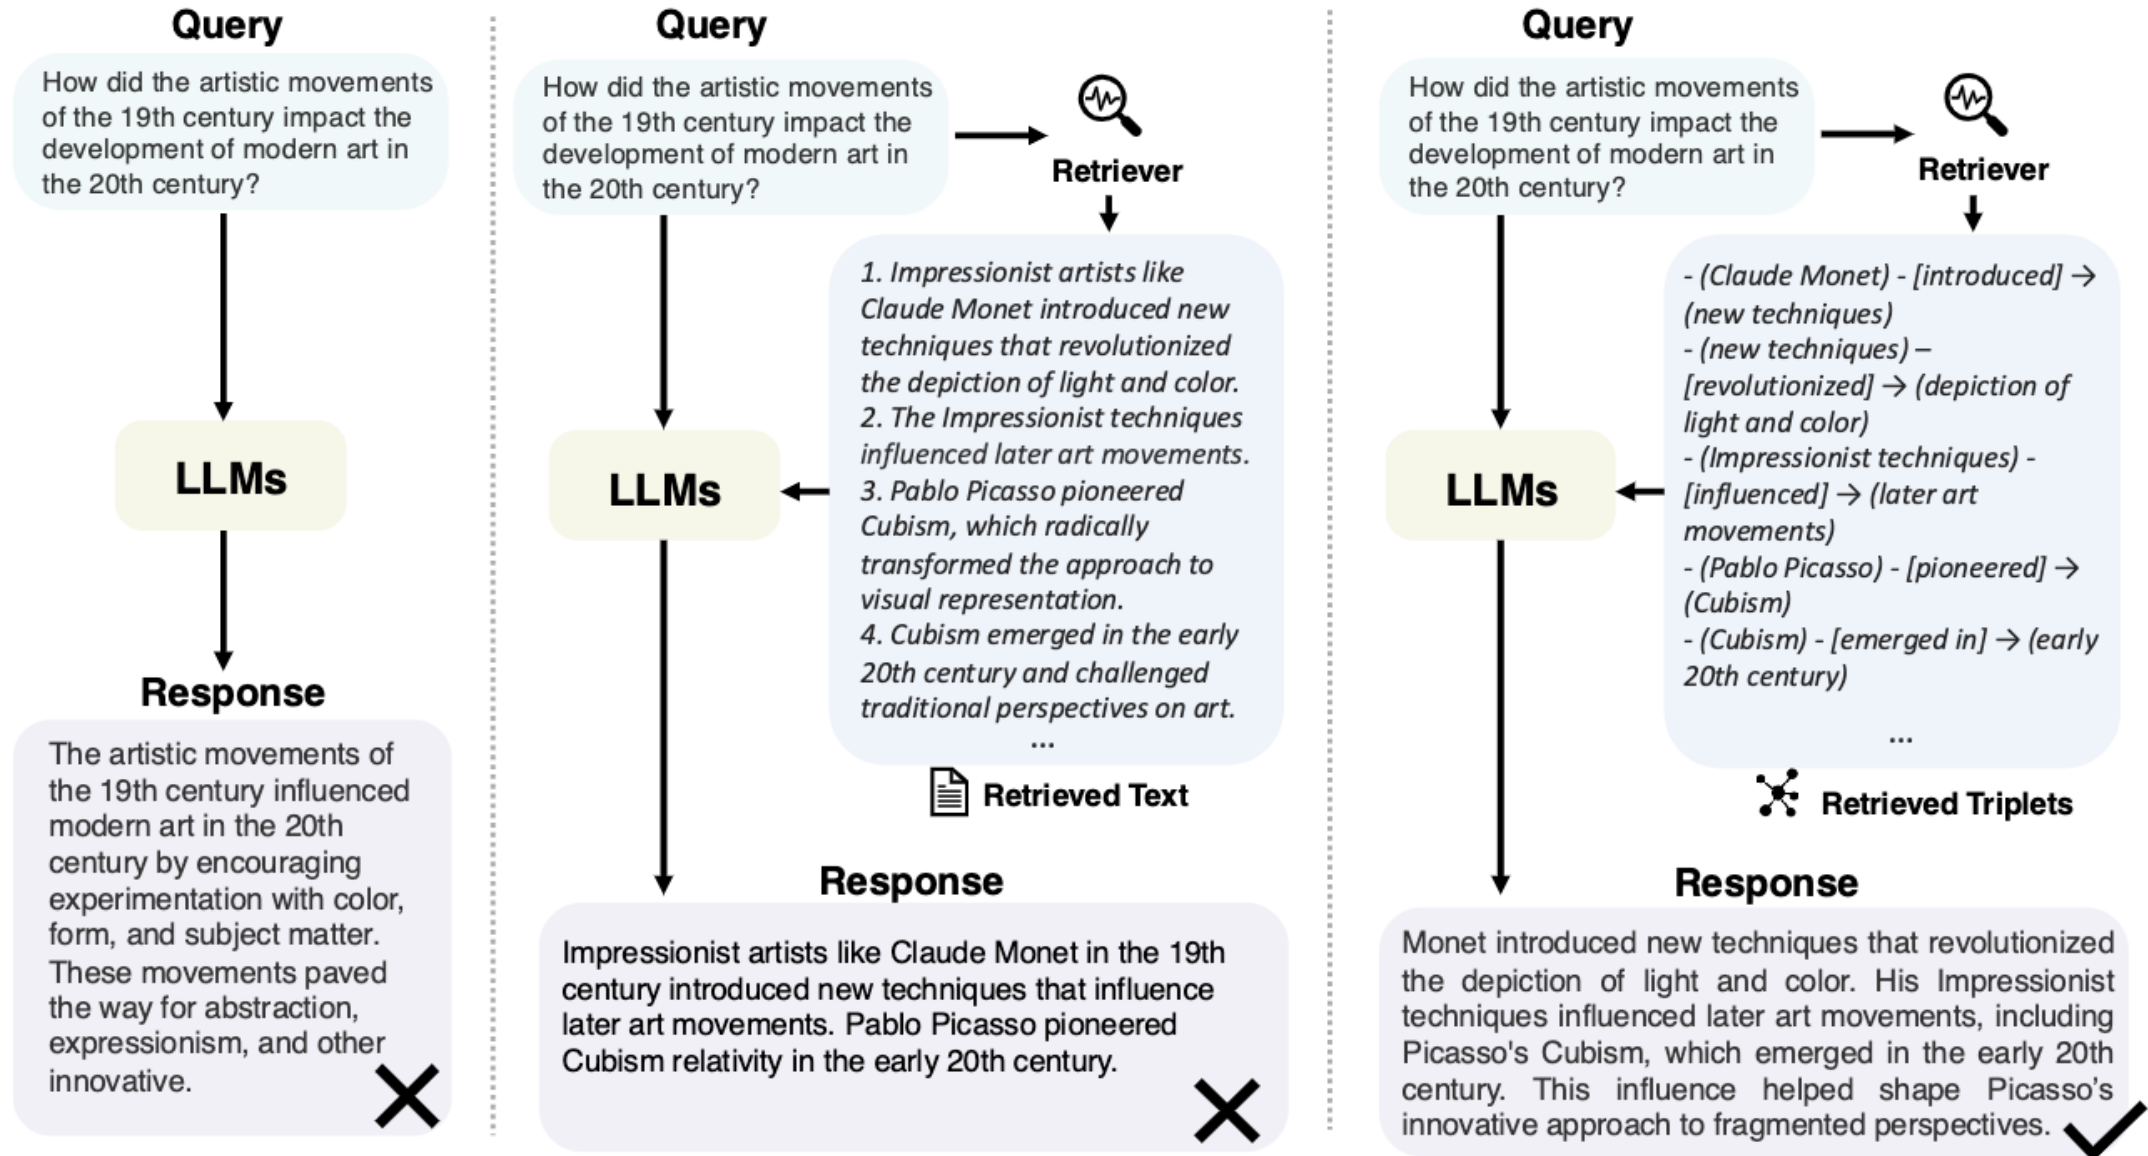 Query
How did the artistic movements
of the 19th century impact the
development of modern art in
the 20th century?
LLMs
Response
The artistic movements of
the 19th century influenced
modern art in the 20th
century by encouraging
experimentation with color,
form, and subject matter.
These movements paved
the way for abstraction,
expressionism, and other
innovative.
Query
How did the artistic movements
of the 19th century impact the
development of modern art in
the 20th century?
Retriever
1. Impressionist artists like
Claude Monet introduced new
techniques that revolutionized
the depiction of light and color.
2. The Impressionist techniques
influenced later art movements.
3. Pablo Picasso pioneered
Cubism, which radically
transformed the approach to
visual representation.
4. Cubism emerged in the early
20th century and challenged
traditional perspectives on art.
...
Retrieved Text
LLMs
Response
Impressionist artists like Claude Monet in the 19th
century introduced new techniques that influence
later art movements. Pablo Picasso pioneered
Cubism relativity in the early 20th century.
Query
How did the artistic movements
of the 19th century impact the
development of modern art in
the 20th century?
Retriever
- (Claude Monet) - [introduced] →
(new techniques)
- (new techniques) –
[revolutionized] → (depiction of
light and color)
- (Impressionist techniques) -
[influenced] → (later art
movements)
- (Pablo Picasso) - [pioneered] →
(Cubism)
- (Cubism) - [emerged in] → (early
20th century)
...
Retrieved Triplets
LLMs
Response
Monet introduced new techniques that revolutionized
the depiction of light and color. His Impressionist
techniques influenced later art movements, including
Picasso's Cubism, which emerged in the early 20th
century. This influence helped shape Picasso’s
innovative approach to fragmented perspectives.